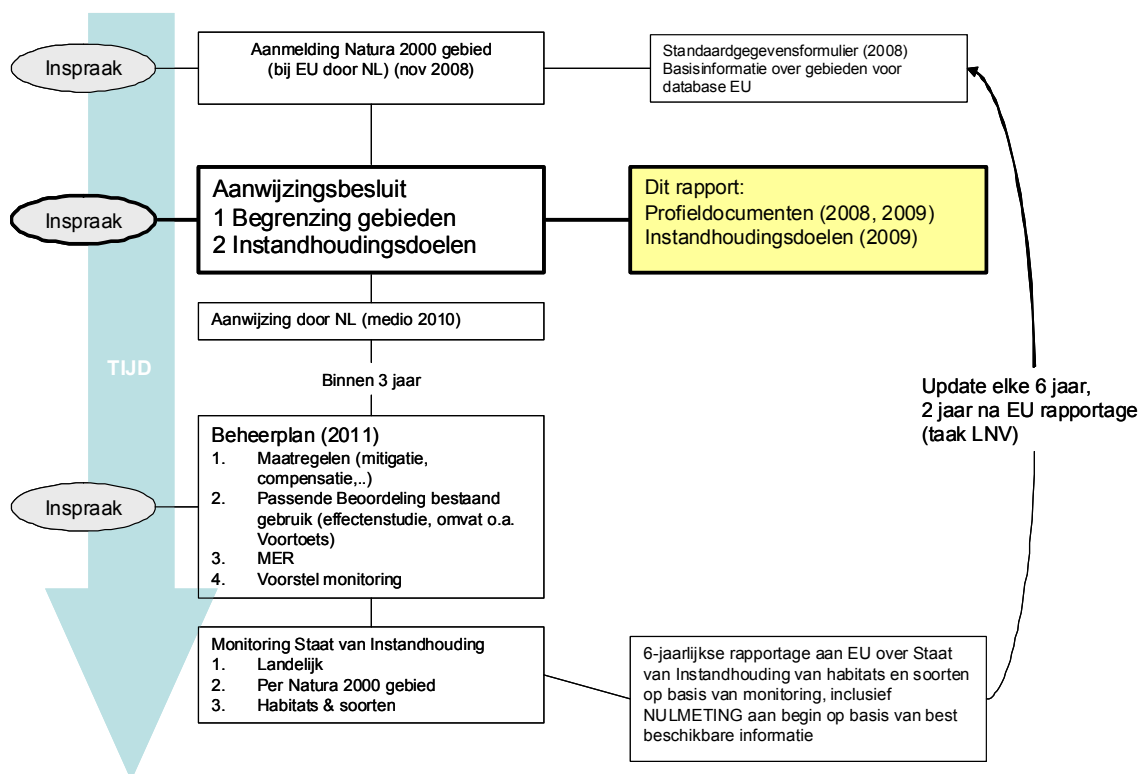 Inspraak
Aanmelding Natura 2000 gebied
(bij EU door NL) (nov 2008)
Standaardgegevensformulier (2008)
Basisinformatie over gebieden voor
database EU
Inspraak
Aanwijzingsbesluit
1 Begrenzing gebieden
2 Instandhoudingsdoelen
Dit rapport:
Profieldocumenten (2008, 2009)
Instandhoudingsdoelen (2009)
Aanwijzing door NL (medio 2010)
TIJD
Binnen 3 jaar
Update elke 6 jaar,
2 jaar na EU rapportage
(taak LNV)
Inspraak
Beheerplan (2011)
1. Maatregelen (mitigatie,
compensatie,..)
2. Passende Beoordeling bestaand
gebruik (effectenstudie, omvat o.a.
Voortoets)
3. MER
4. Voorstel monitoring
Monitoring Staat van Instandhouding
1. Landelijk
2. Per Natura 2000 gebied
3. Habitats & soorten
6-jaarlijkse rapportage aan EU over Staat
van Instandhouding van habitats en soorten
op basis van monitoring, inclusief
NULMETING aan begin op basis van best
beschikbare informatie